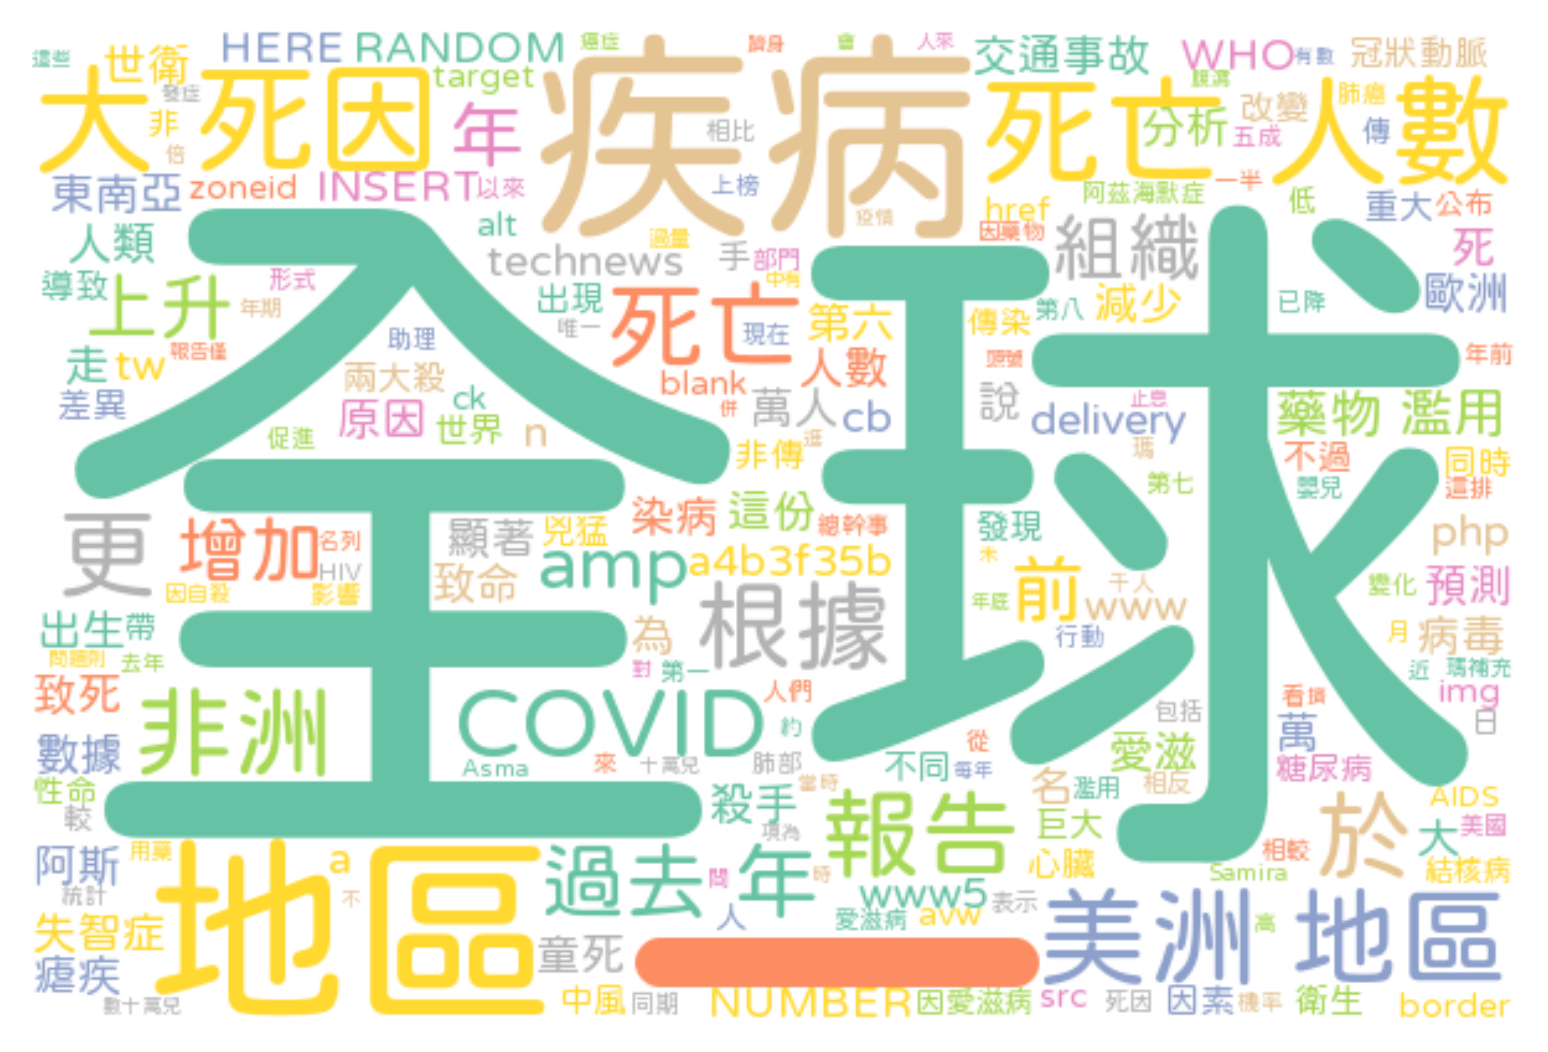 這些
世衛
HERE RANDOM
癌症
會
人來
交通事故
WHO
有數
冠狀動脈
大死因
發症
target
年
疾病
相比
死亡人數
分析
改變
五成
肺癌
傳
非
倍
東南亞
zoneid
INSERT
以來
上榜
疫情
阿茲海默症
一半
低
重大
公布
href
因藥物
組織
死
人類
alt
過量
technews
手
部門
中有
導致
上升
形式
年期
出現
唯一
死亡
現在
第六
傳染
第八
減少
已降
歐洲
全球
助理
走
tw
報告僅
兩大殺
ck
blank
人數
年前
差異
原因
世界
n
促進
併
萬人
cb
說
delivery
止息
藥物 濫用
非傳
逛
瑪
不過
同時
第七
嬰兒
這排
更
增加
名列
HIV
顯著
兇猛
染病
這份
總幹事
發現
php
因自殺
影響
致命
amp
a4b3f35b
木
前
千人
年底
www
變化
預測
出生
帶
為
根據
行動
月
病毒
去年
對
第一
近
瑪補充
致死
非洲
COVID
人們
約
看擠
img
包括
萬
日
數據
Asma
來
十萬兒
肺部
從
不同
每年
愛滋
糖尿病
性命
較
殺手
當時
項為
報告
名
濫用
相反
巨大
於
AIDS
大
美國
阿斯
用藥
a
過去 年
問
時
心臟
Samira
相較
結核病
統計
不
地區
www5
表示
失智症
人
愛滋病
avw
美洲 地區
高
瘧疾
童死
一
數十萬兒
中風
同期
NUMBER
因愛滋病
src
死因
因素
機率
衛生
border